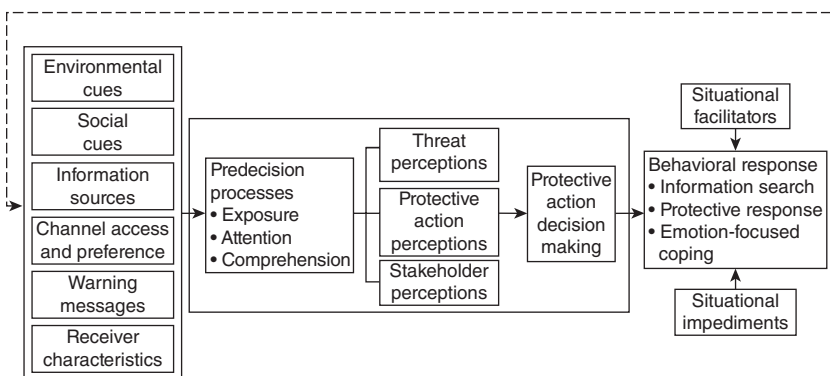 Environmental
cues
Social
cues
Information
sources
Channel access
and preference
Warning
messages
Receiver
characteristics
Predecision
processes
• Exposure
• Attention
• Comprehension
Threat
perceptions
Protective
action
perceptions
Stakeholder
perceptions
Protective
action
decision
making
Situational
facilitators
Behavioral response
• Information search
• Protective response
• Emotion-focused
coping
Situational
impediments